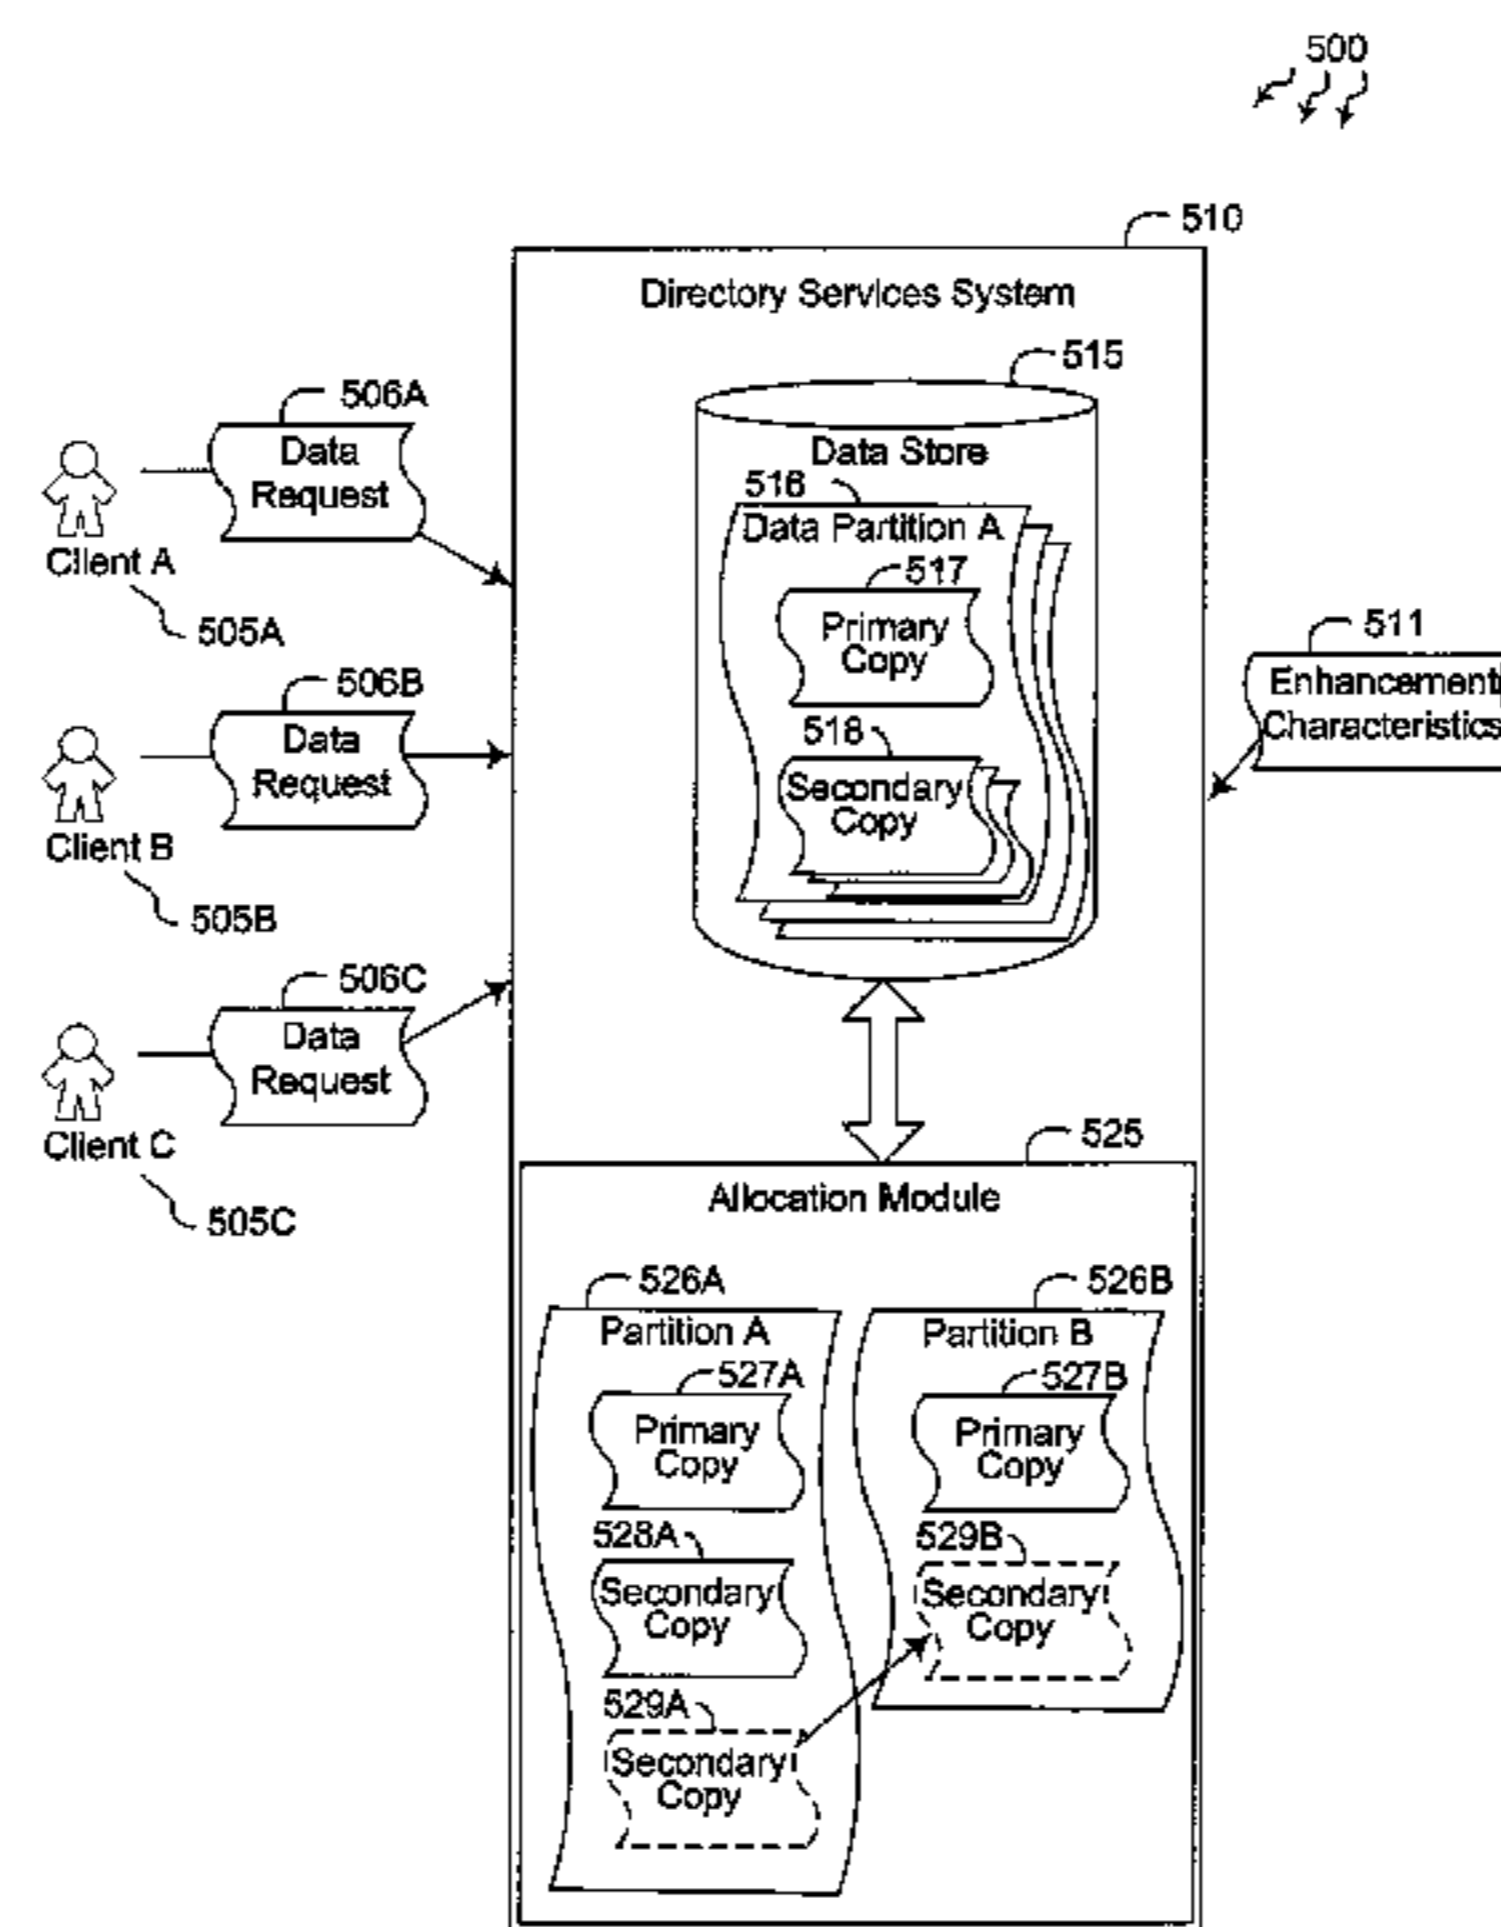 500
510
Directory Services System
515
506A
Data
Request
Data Store
516
Data Partition A
Client A
517
505A
Primary
Copy
511
Enhancement
Characteristics
506B
Data
Request
518
Secondary
Copy
Client B
505B
506C
Data
Request
Client C
525
505C
Allocation Module
526A
526B
Partition A
Partition B
527A
527B
Primary
Copy
Primary
Copy
528A
529B
Secondary
Copy
Secondary
Copy
529A
Secondary
Copy